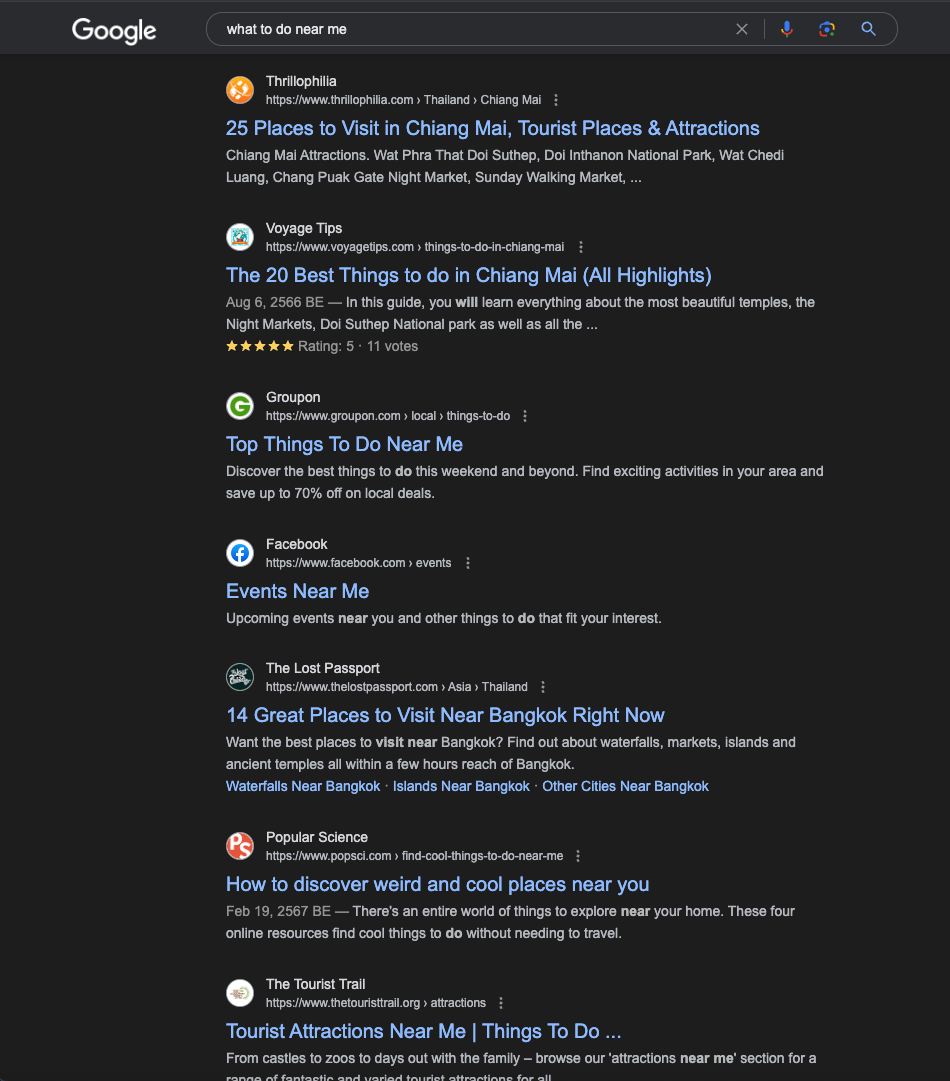 Google
what to do near me
Thrillophilia
https://www.thrillophilia.com › Thailand › Chiang Mai
25 Places to Visit in Chiang Mai, Tourist Places & Attractions
Chiang Mai Attractions. Wat Phra That Doi Suthep, Doi Inthanon National Park, Wat Chedi
Luang, Chang Puak Gate Night Market, Sunday Walking Market, ...
Voyage Tips
https://www.voyagetips.com › things-to-do-in-chiang-mai
The 20 Best Things to do in Chiang Mai (All Highlights)
Aug 6, 2566 BE — In this guide, you will learn everything about the most beautiful temples, the
Night Markets, Doi Suthep National park as well as all the ...
Rating: 5 · 11 votes
Groupon
https://www.groupon.com › local › things-to-do
Top Things To Do Near Me
Discover the best things to do this weekend and beyond. Find exciting activities in your area and
save up to 70% off on local deals.
Facebook
https://www.facebook.com › events
Events Near Me
Upcoming events near you and other things to do that fit your interest.
The Lost Passport
https://www.thelostpassport.com › Asia › Thailand
14 Great Places to Visit Near Bangkok Right Now
Want the best places to visit near Bangkok? Find out about waterfalls, markets, islands and
ancient temples all within a few hours reach of Bangkok.
Waterfalls Near Bangkok · Islands Near Bangkok · Other Cities Near Bangkok
Popular Science
https://www.popsci.com › find-cool-things-to-do-near-me
How to discover weird and cool places near you
Feb 19, 2567 BE — There's an entire world of things to explore near your home. These four
online resources find cool things to do without needing to travel.
The Tourist Trail
https://www.thetouristtrail.org › attractions
Tourist Attractions Near Me | Things To Do ...
From castles to zoos to days out with the family – browse our 'attractions near me' section for a
range of fantastic and varied tourist attractions for all